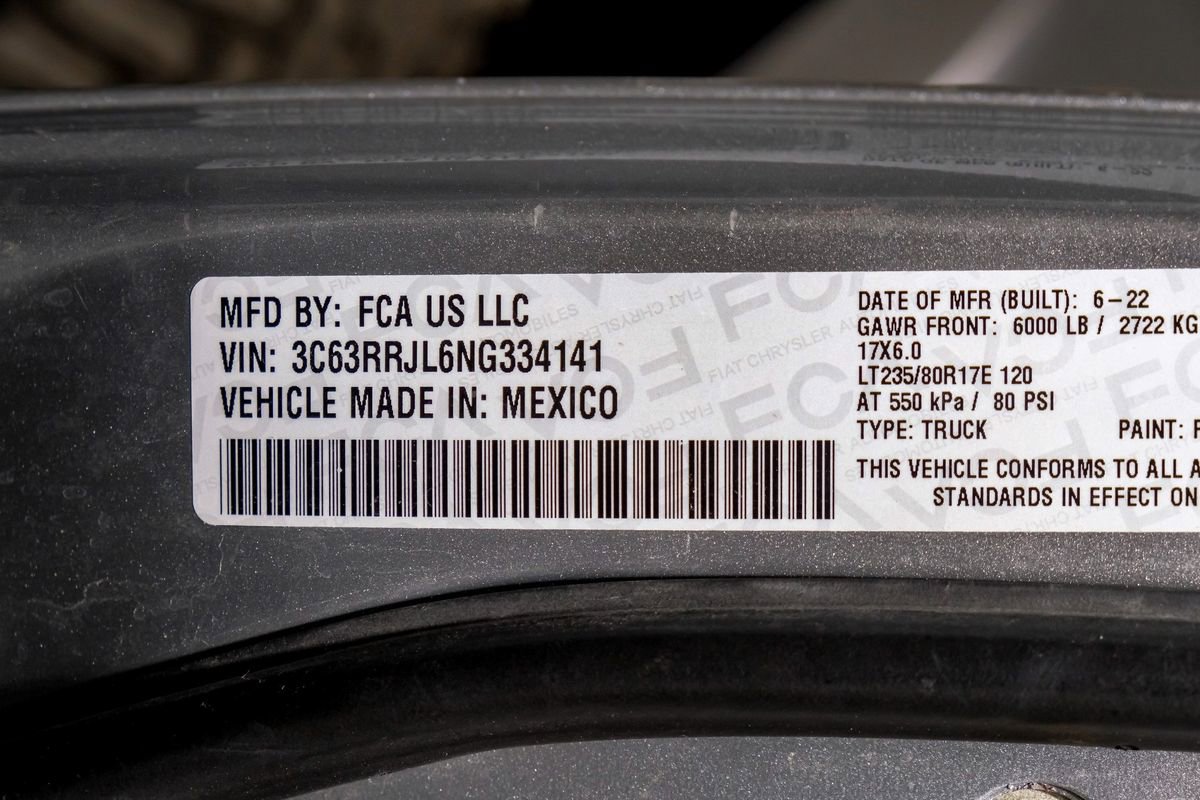 MFD BY: FCA US LLC
VIN: 3C63RRJL6NG334141
VEHICLE MADE IN: MEXICO
DATE OF MFR (BUILT): 6-22
GAWR FRONT: 6000 LB / 2722 KG
17X6.0
LT235/80R17E 120
AT 550 kPa / 80 PSI
TYPE: TRUCK PAINT:
THIS VEHICLE CONFORMS TO ALL
STANDARDS IN EFFECT ON